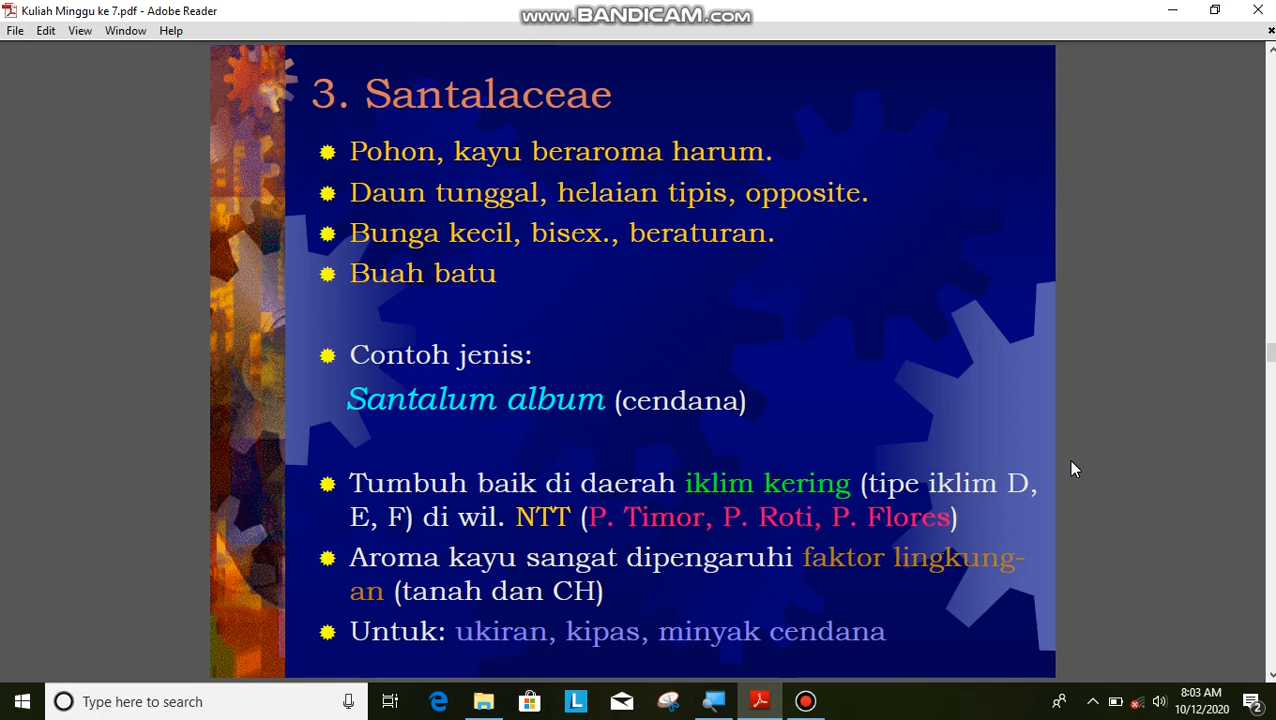 Kuliah Minggu ke 7.pdf - Adobe Reader
www.BANDICAM.com
File Edit View Window Help
3. Santalaceae
Pohon, kayu beraroma harum.
Daun tunggal, helaian tipis, opposite.
Bunga kecil, bisex., beraturan.
Buah batu
Contoh jenis:
Santalum album (cendana)
Tumbuh baik di daerah iklim kering (tipe iklim D,
E, F) di wil. NTT (P. Timor, P. Roti, P. Flores)
Aroma kayu sangat dipengaruhi faktor lingkung-
an (tanah dan CH)
Untuk: ukiran, kipas, minyak cendana
Type here to search
8:03 AM
10/12/2020
2